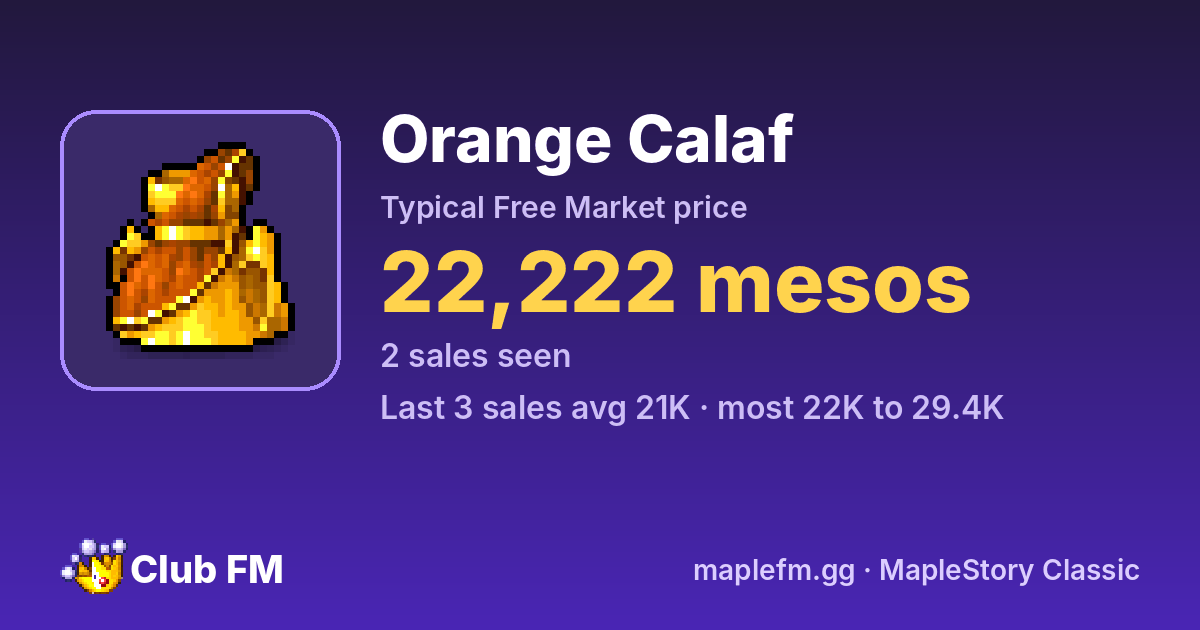 Orange Calaf
Typical Free Market price
22,222 mesos
2 sales seen
Last 3 sales avg 21K · most 22K to 29.4K
Club FM
maplefm.gg · MapleStory Classic